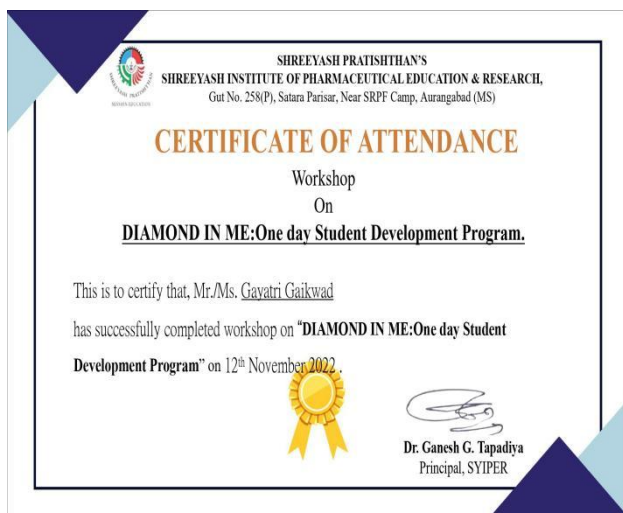 SHREEYASH PRATISHTHAN'S
SHREEYASH INSTITUTE OF PHARMACEUTICAL EDUCATION & RESEARCH,
Gut No. 258(P), Satara Parisar, Near SRPF Camp, Aurangabad (MS)
SHREEYASH PRATISHTHAN
CERTIFICATE OF ATTENDANCE
Workshop
On
DIAMOND IN ME:One day Student Development Program.
This is to certify that, Mr./Ms. Gayatri Gaikwad
has successfully completed workshop on "DIAMOND IN ME:One day Student
Development Program" on 12th November 2022 .
Dr. Ganesh G. Tapadiya
Principal, SYIPER